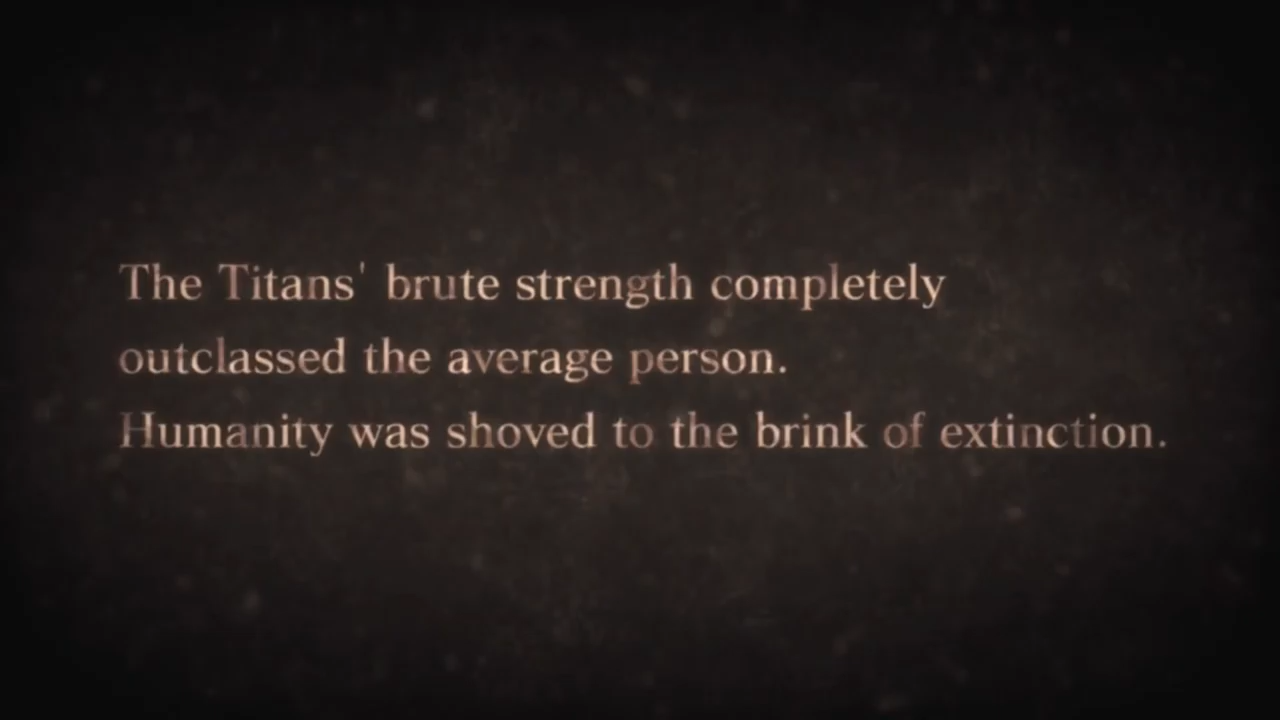 The Titans' brute strength completely
outclassed the average person.
Humanity was shoved to the brink of extinction.